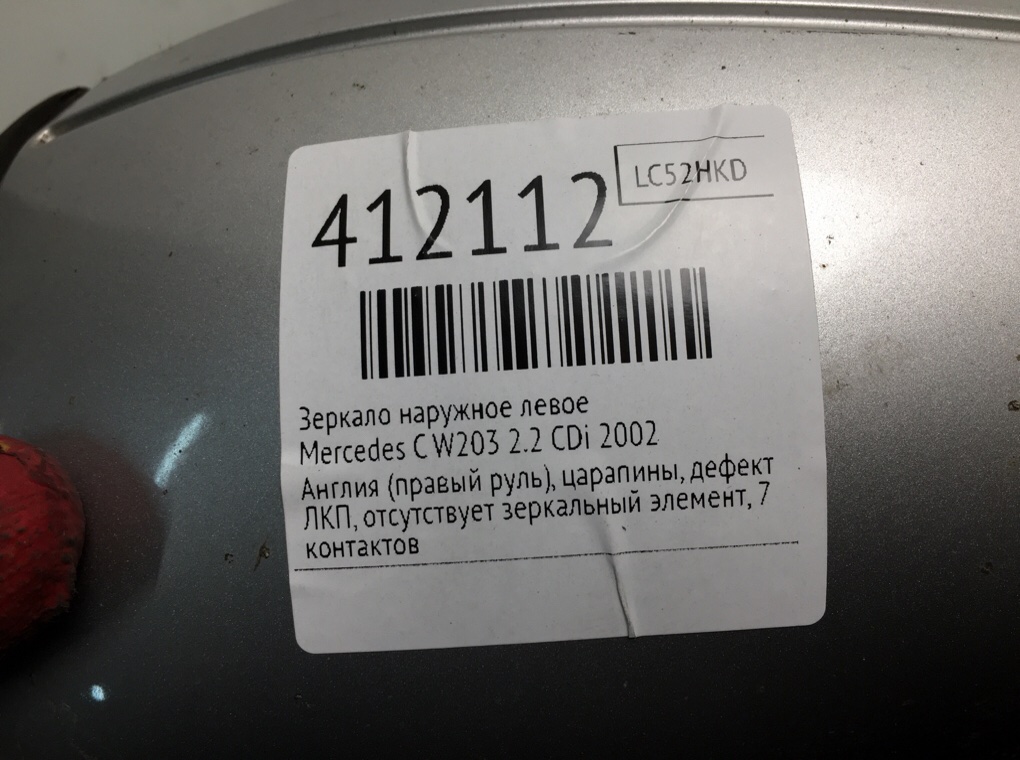 LC52HKD
412112
Зеркало наружное левое
Mercedes C W203 2.2 CDi 2002
Англия (правый руль), царапины, дефект
ЛКП, отсутствует зеркальный элемент, 7
контактов